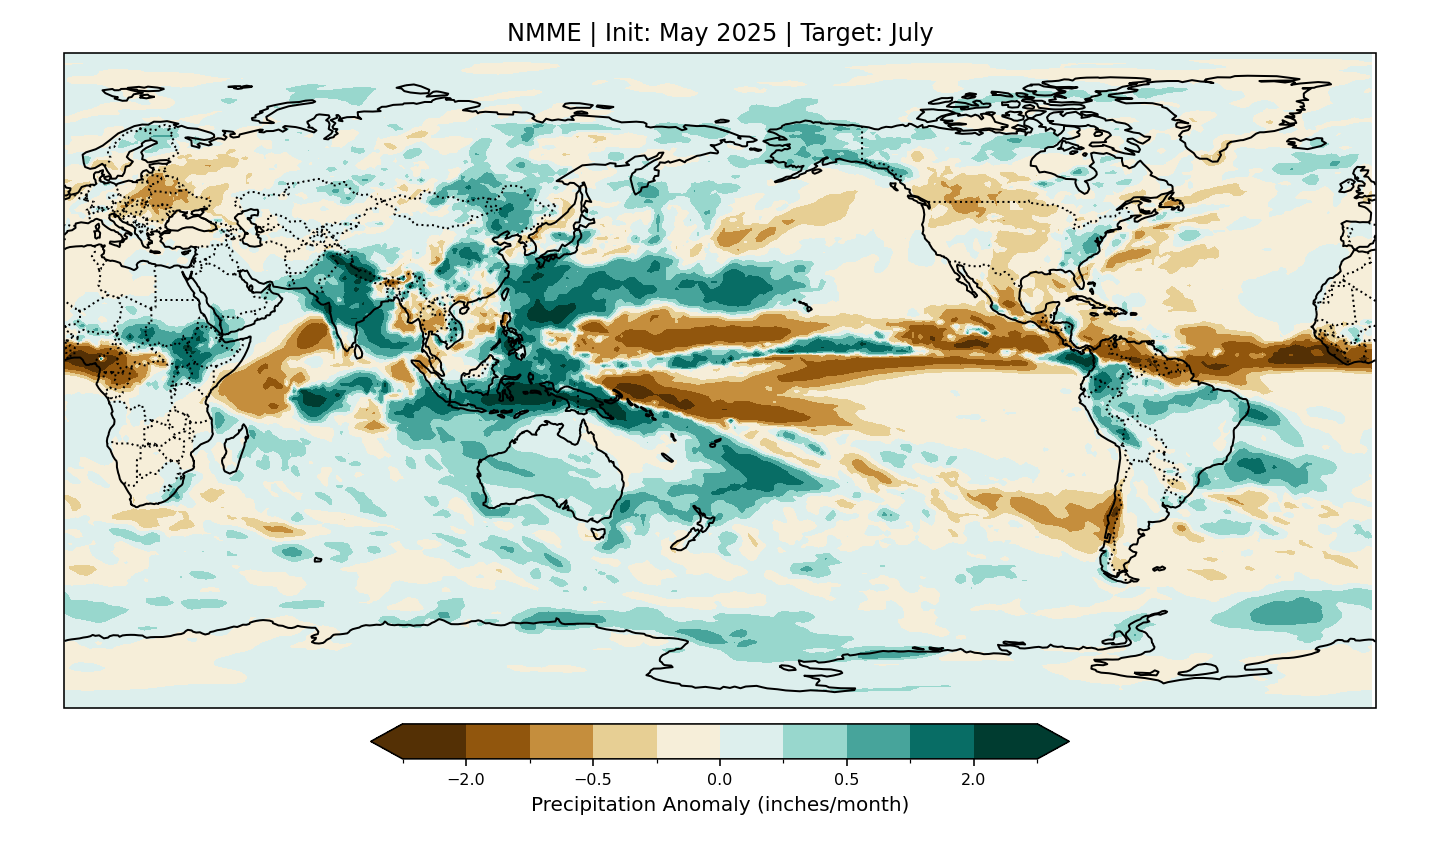 NMME | Init: May 2025 | Target: July
−2.0 −0.5 0.0 0.5 2.0
Precipitation Anomaly (inches/month)